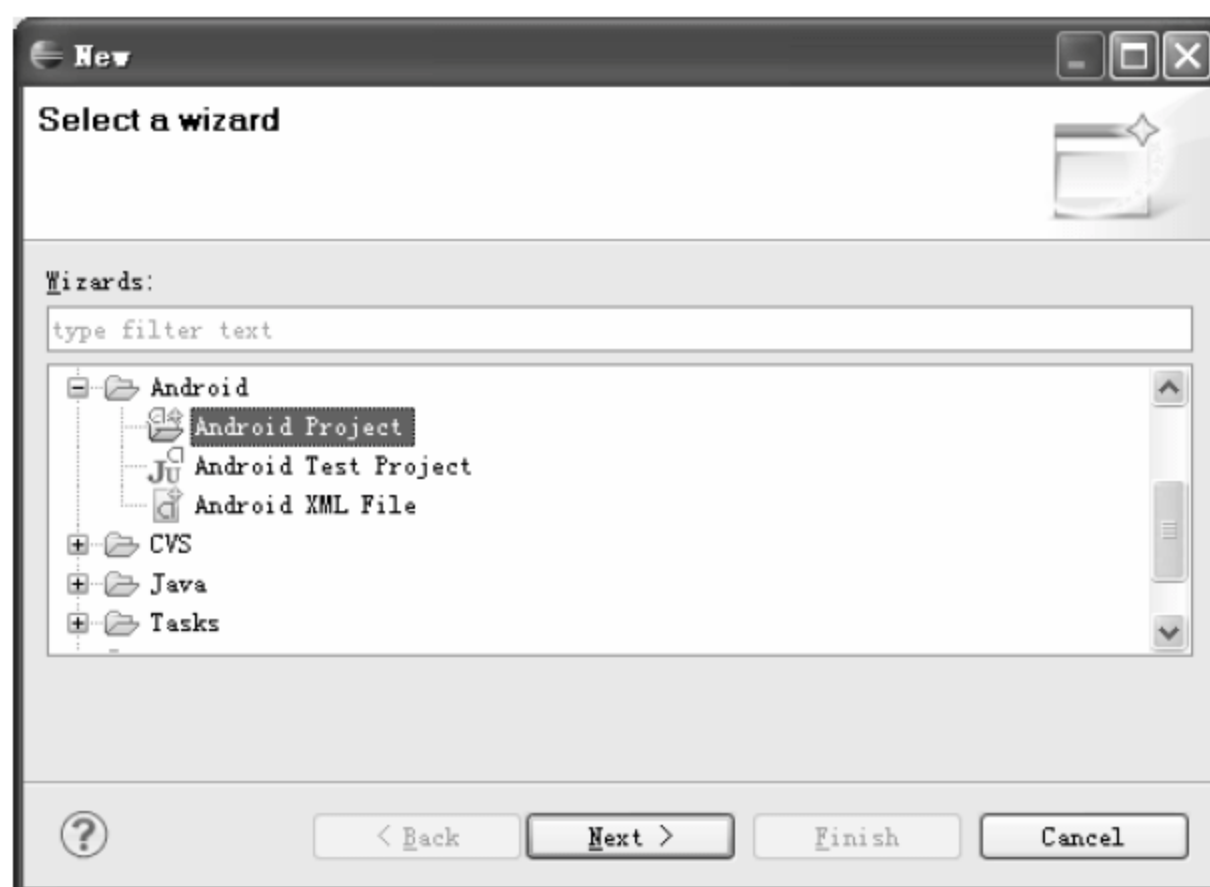 New
Select a wizard
Wizards:
type filter text
Android
Android Project
Android Test Project
Android XML File
CVS
Java
Tasks
? < Back Next > Finish Cancel